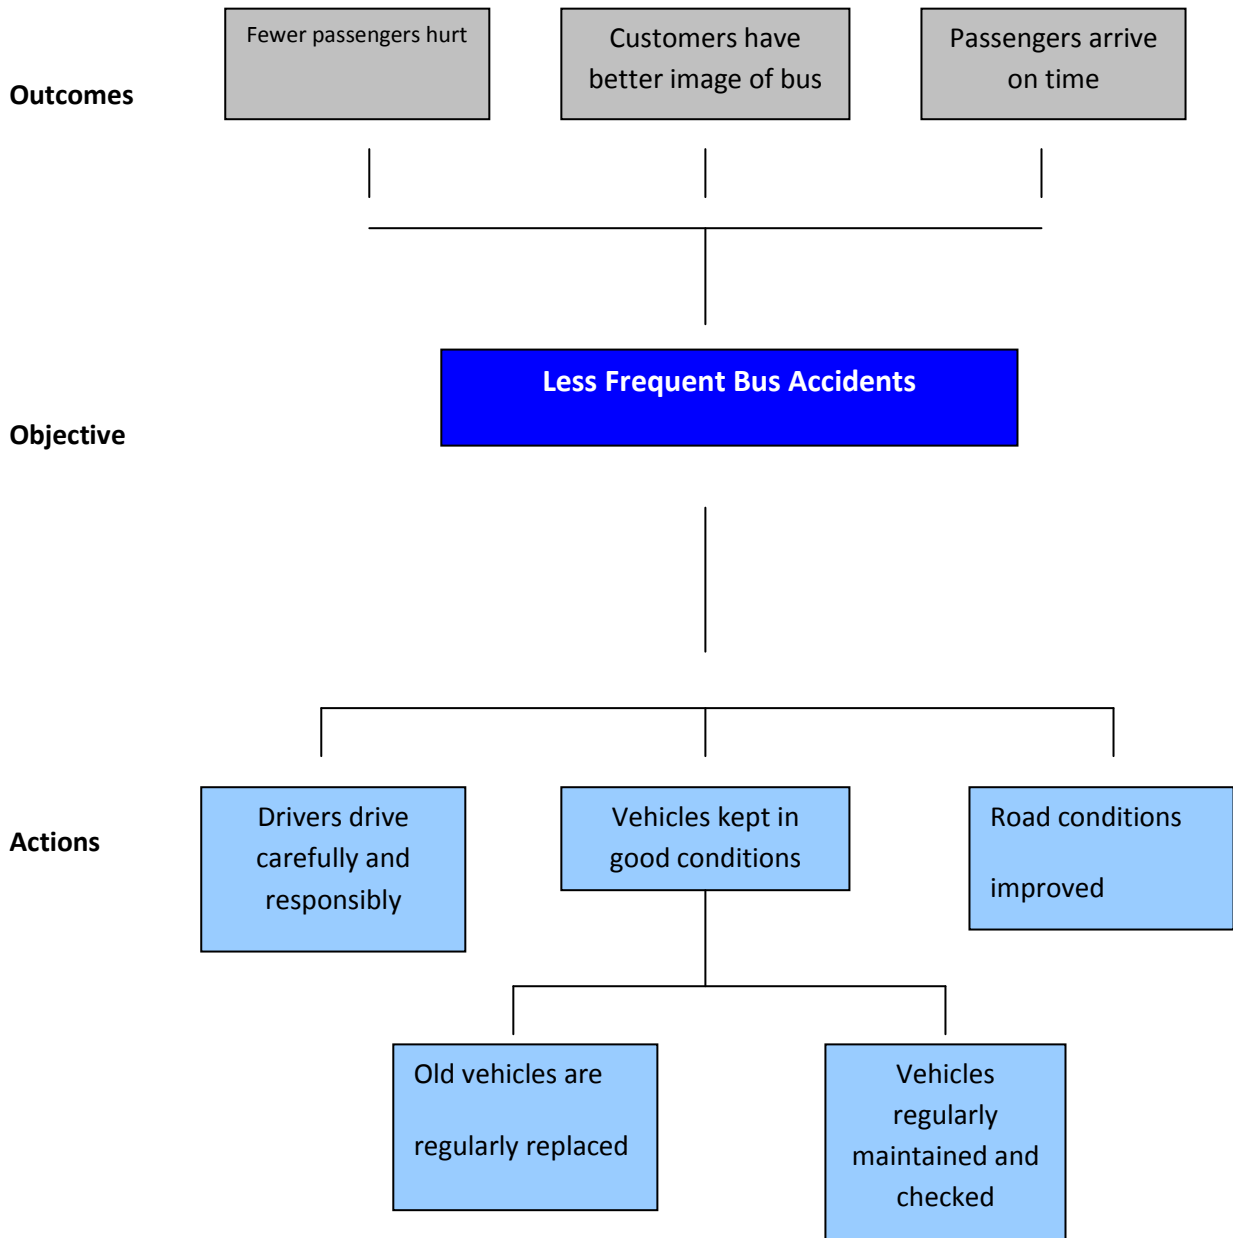 Fewer passengers hurt
Customers have
better image of bus
Passengers arrive
on time
Outcomes
Less Frequent Bus Accidents
Objective
Actions
Drivers drive
carefully and
responsibly
Vehicles kept in
good conditions
Road conditions
improved
Old vehicles are
regularly replaced
Vehicles
regularly
maintained and
checked